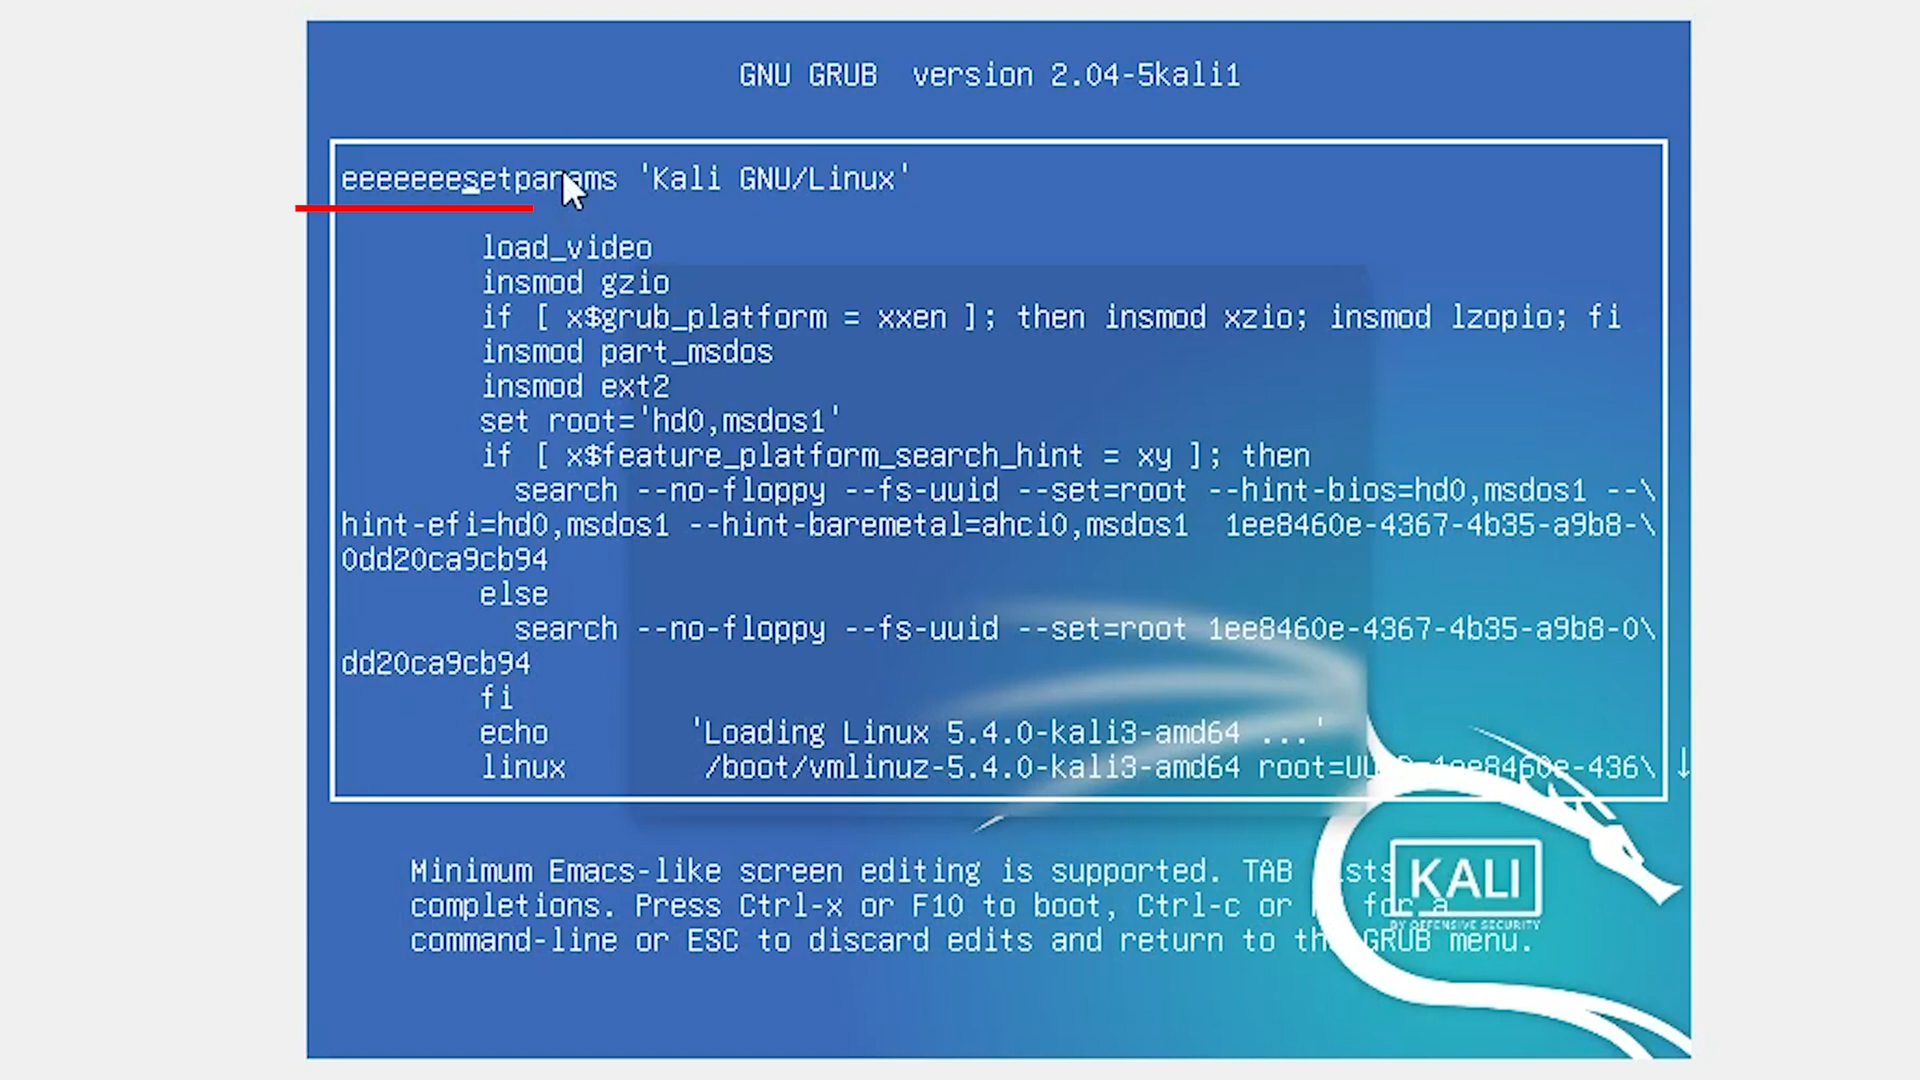 GNU GRUB  version 2.04-5kali1
eeeeeeesetparams 'Kali GNU/Linux'
load_video
insmod gzio
if [ x$grub_platform = xxen ]; then insmod xzio; insmod lzopio; fi
insmod part_msdos
insmod ext2
set root='hd0,msdos1'
if [ x$feature_platform_search_hint = xy ]; then
search --no-floppy --fs-uuid --set=root --hint-bios=hd0,msdos1 --\
hint-efi=hd0,msdos1 --hint-baremetal=ahci0,msdos1  1ee8460e-4367-4b35-a9b8-\
0dd20ca9cb94
else
search --no-floppy --fs-uuid --set=root 1ee8460e-4367-4b35-a9b8-0\
dd20ca9cb94
fi
echo 'Loading Linux 5.4.0-kali3-amd64 ...'
linux /boot/vmlinuz-5.4.0-kali3-amd64 root=UUID=1ee8460e-436\ ↓
Minimum Emacs-like screen editing is supported. TAB lists
completions. Press Ctrl-x or F10 to boot, Ctrl-c or for a
command-line or ESC to discard edits and return to the GRUB menu.
KALI
BY OFFENSIVE SECURITY